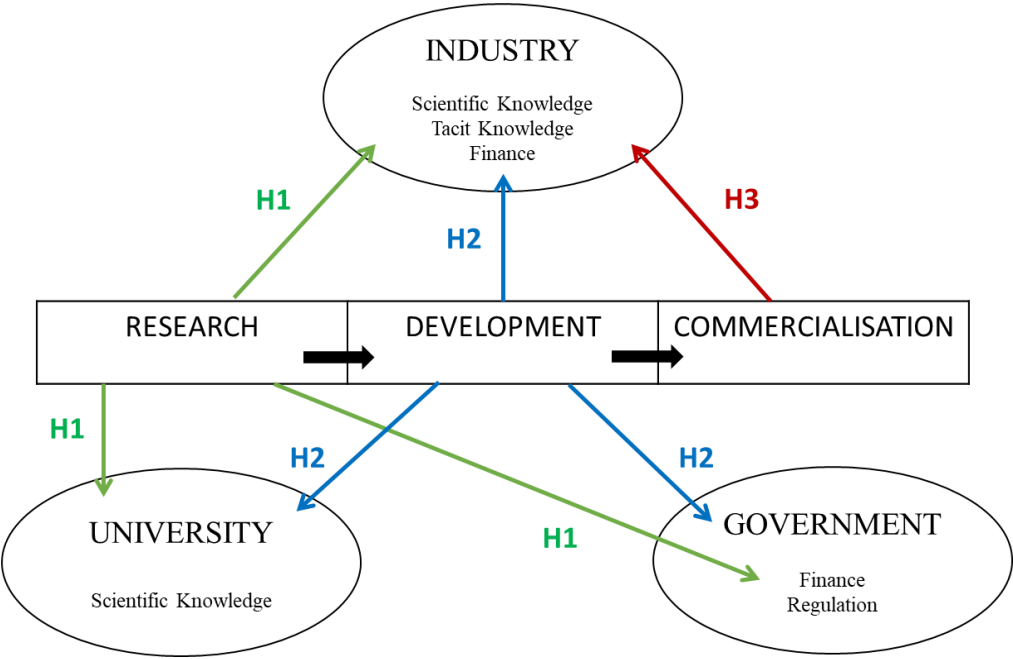 INDUSTRY
Scientific Knowledge
Tacit Knowledge
Finance
H1
H2
H3
RESEARCH
DEVELOPMENT
COMMERCIALISATION
H1
H2
H2
H1
UNIVERSITY
Scientific Knowledge
GOVERNMENT
Finance
Regulation